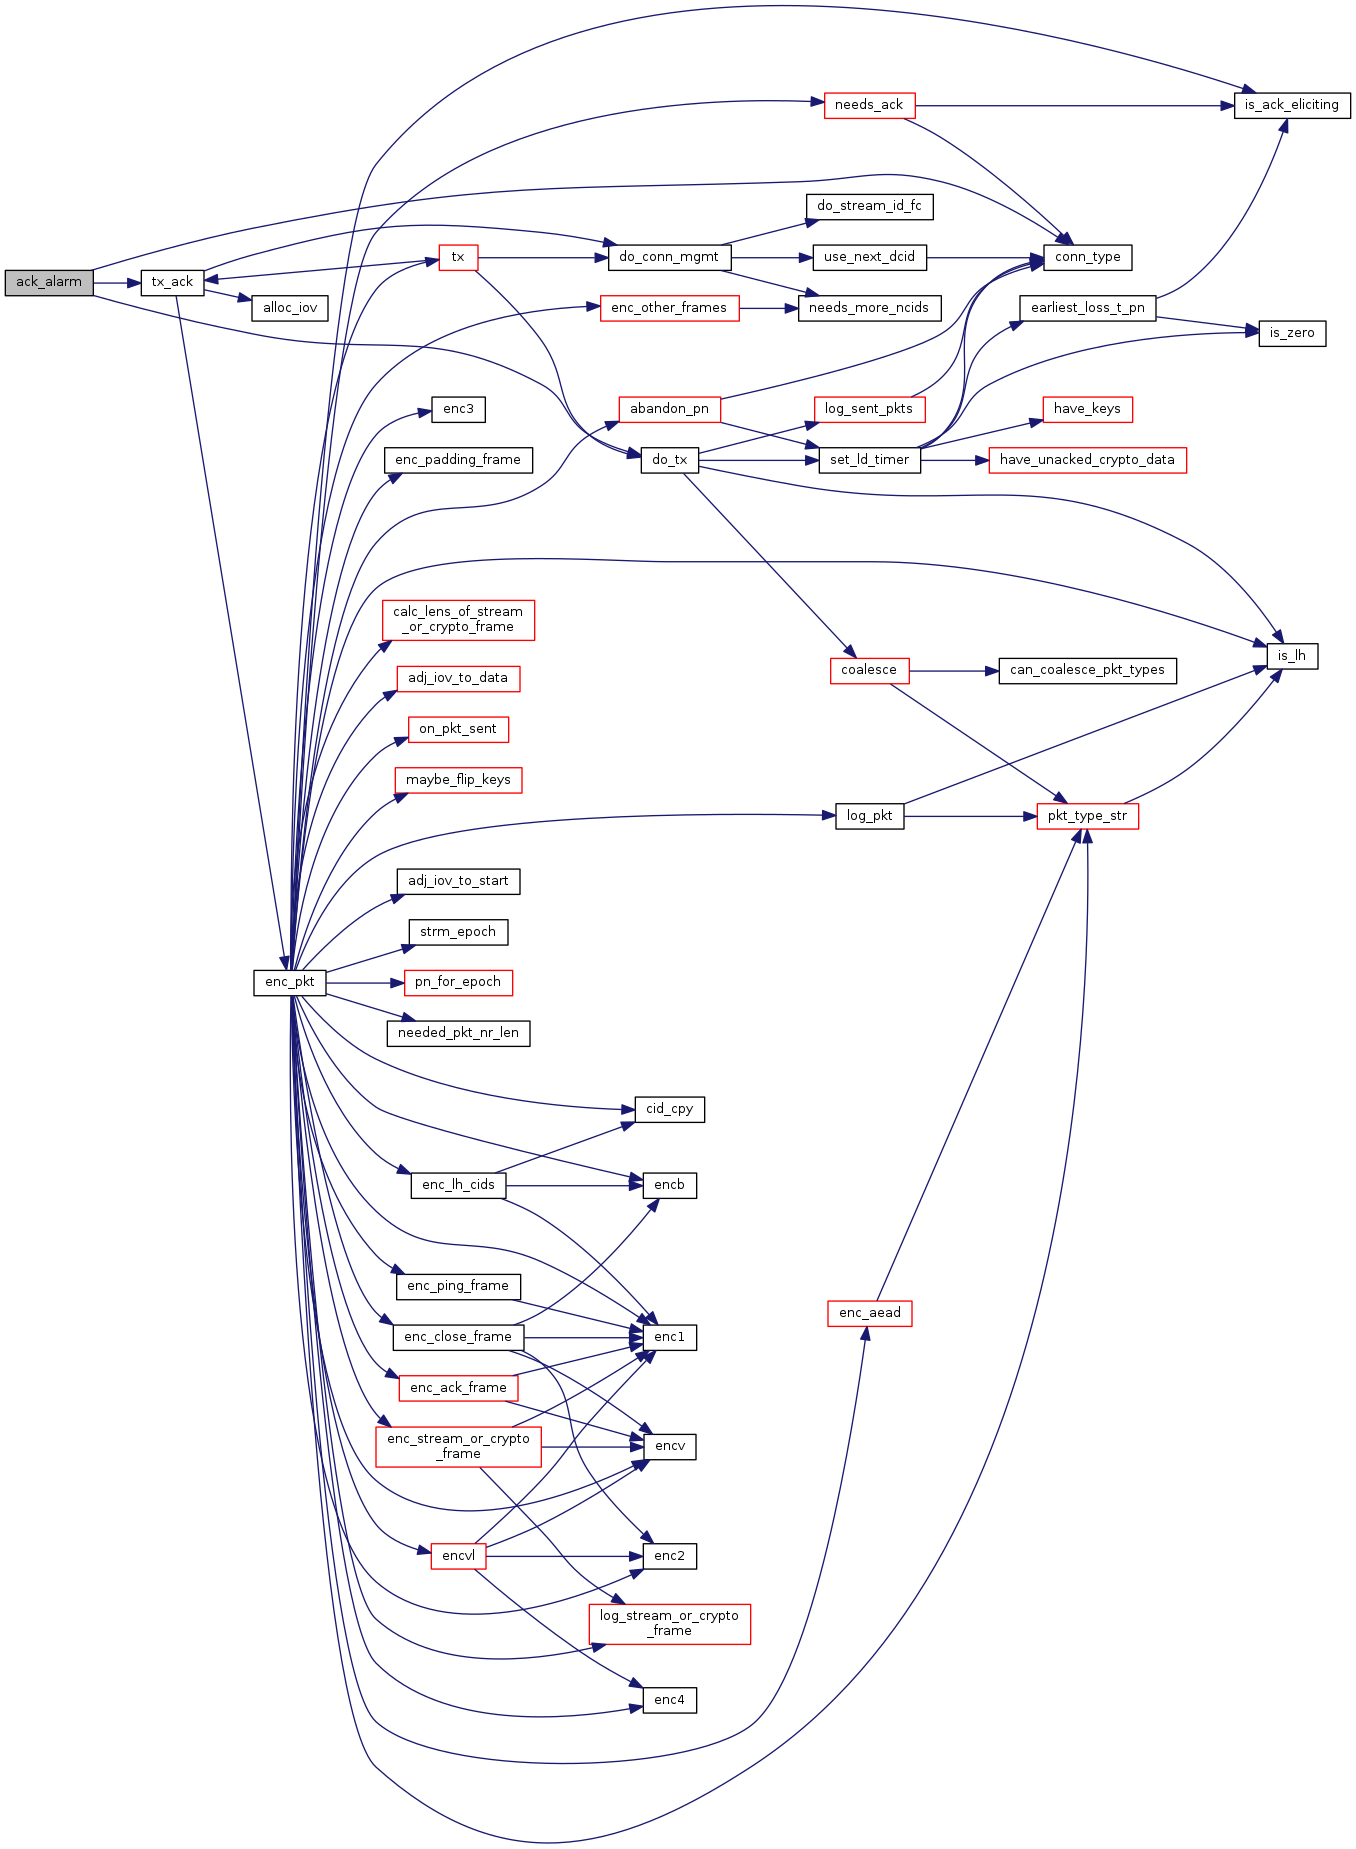 is_ack_eliciting
needs_ack
do_stream_id_fc
tx
do_conn_mgmt
use_next_dcid
conn_type
ack_alarm
tx_ack
alloc_iov
enc_other_frames
needs_more_ncids
earliest_loss_t_pn
is_zero
enc3
abandon_pn
log_sent_pkts
have_keys
enc_padding_frame
do_tx
set_ld_timer
have_unacked_crypto_data
calc_lens_of_stream
_or_crypto_frame
is_lh
adj_iov_to_data
coalesce
can_coalesce_pkt_types
on_pkt_sent
maybe_flip_keys
log_pkt
pkt_type_str
adj_iov_to_start
strm_epoch
enc_pkt
pn_for_epoch
needed_pkt_nr_len
cid_cpy
enc_lh_cids
encb
enc_ping_frame
enc_aead
enc_close_frame
enc1
enc_ack_frame
enc_stream_or_crypto
_frame
encv
encvl
enc2
log_stream_or_crypto
_frame
enc4